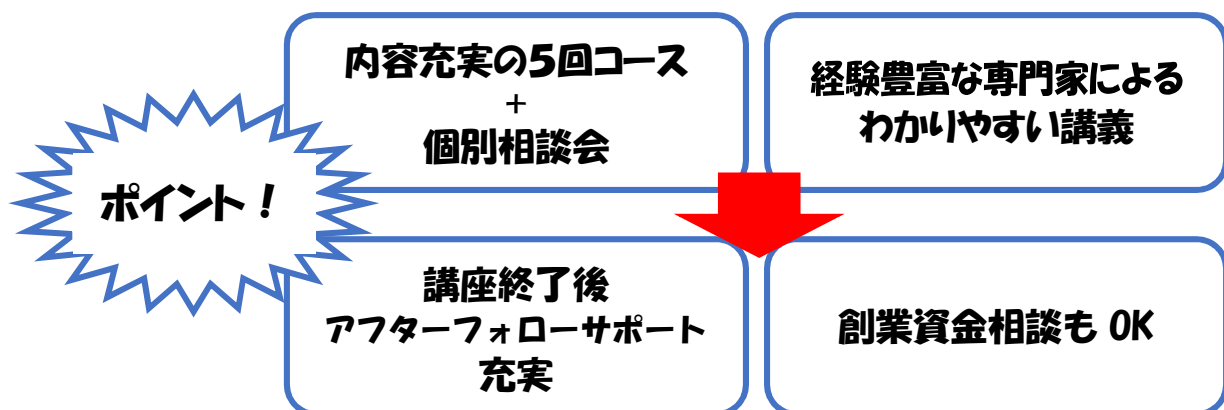 内容充実の5回コース
+
個別相談会
経験豊富な専門家による
わかりやすい講義
ポイント！
講座終了後
アフターフォローサポート
充実
創業資金相談も OK